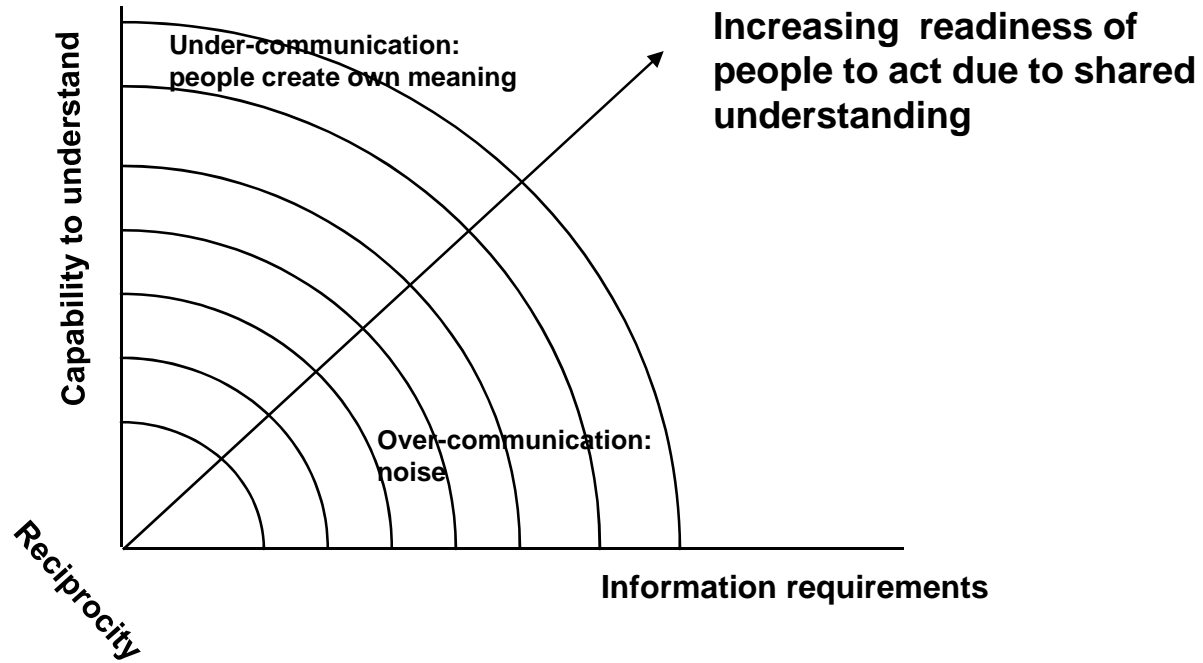 Increasing readiness of
people to act due to shared
understanding
Under-communication:
people create own meaning
Capability to understand
Over-communication:
noise
Reciprocity
Information requirements